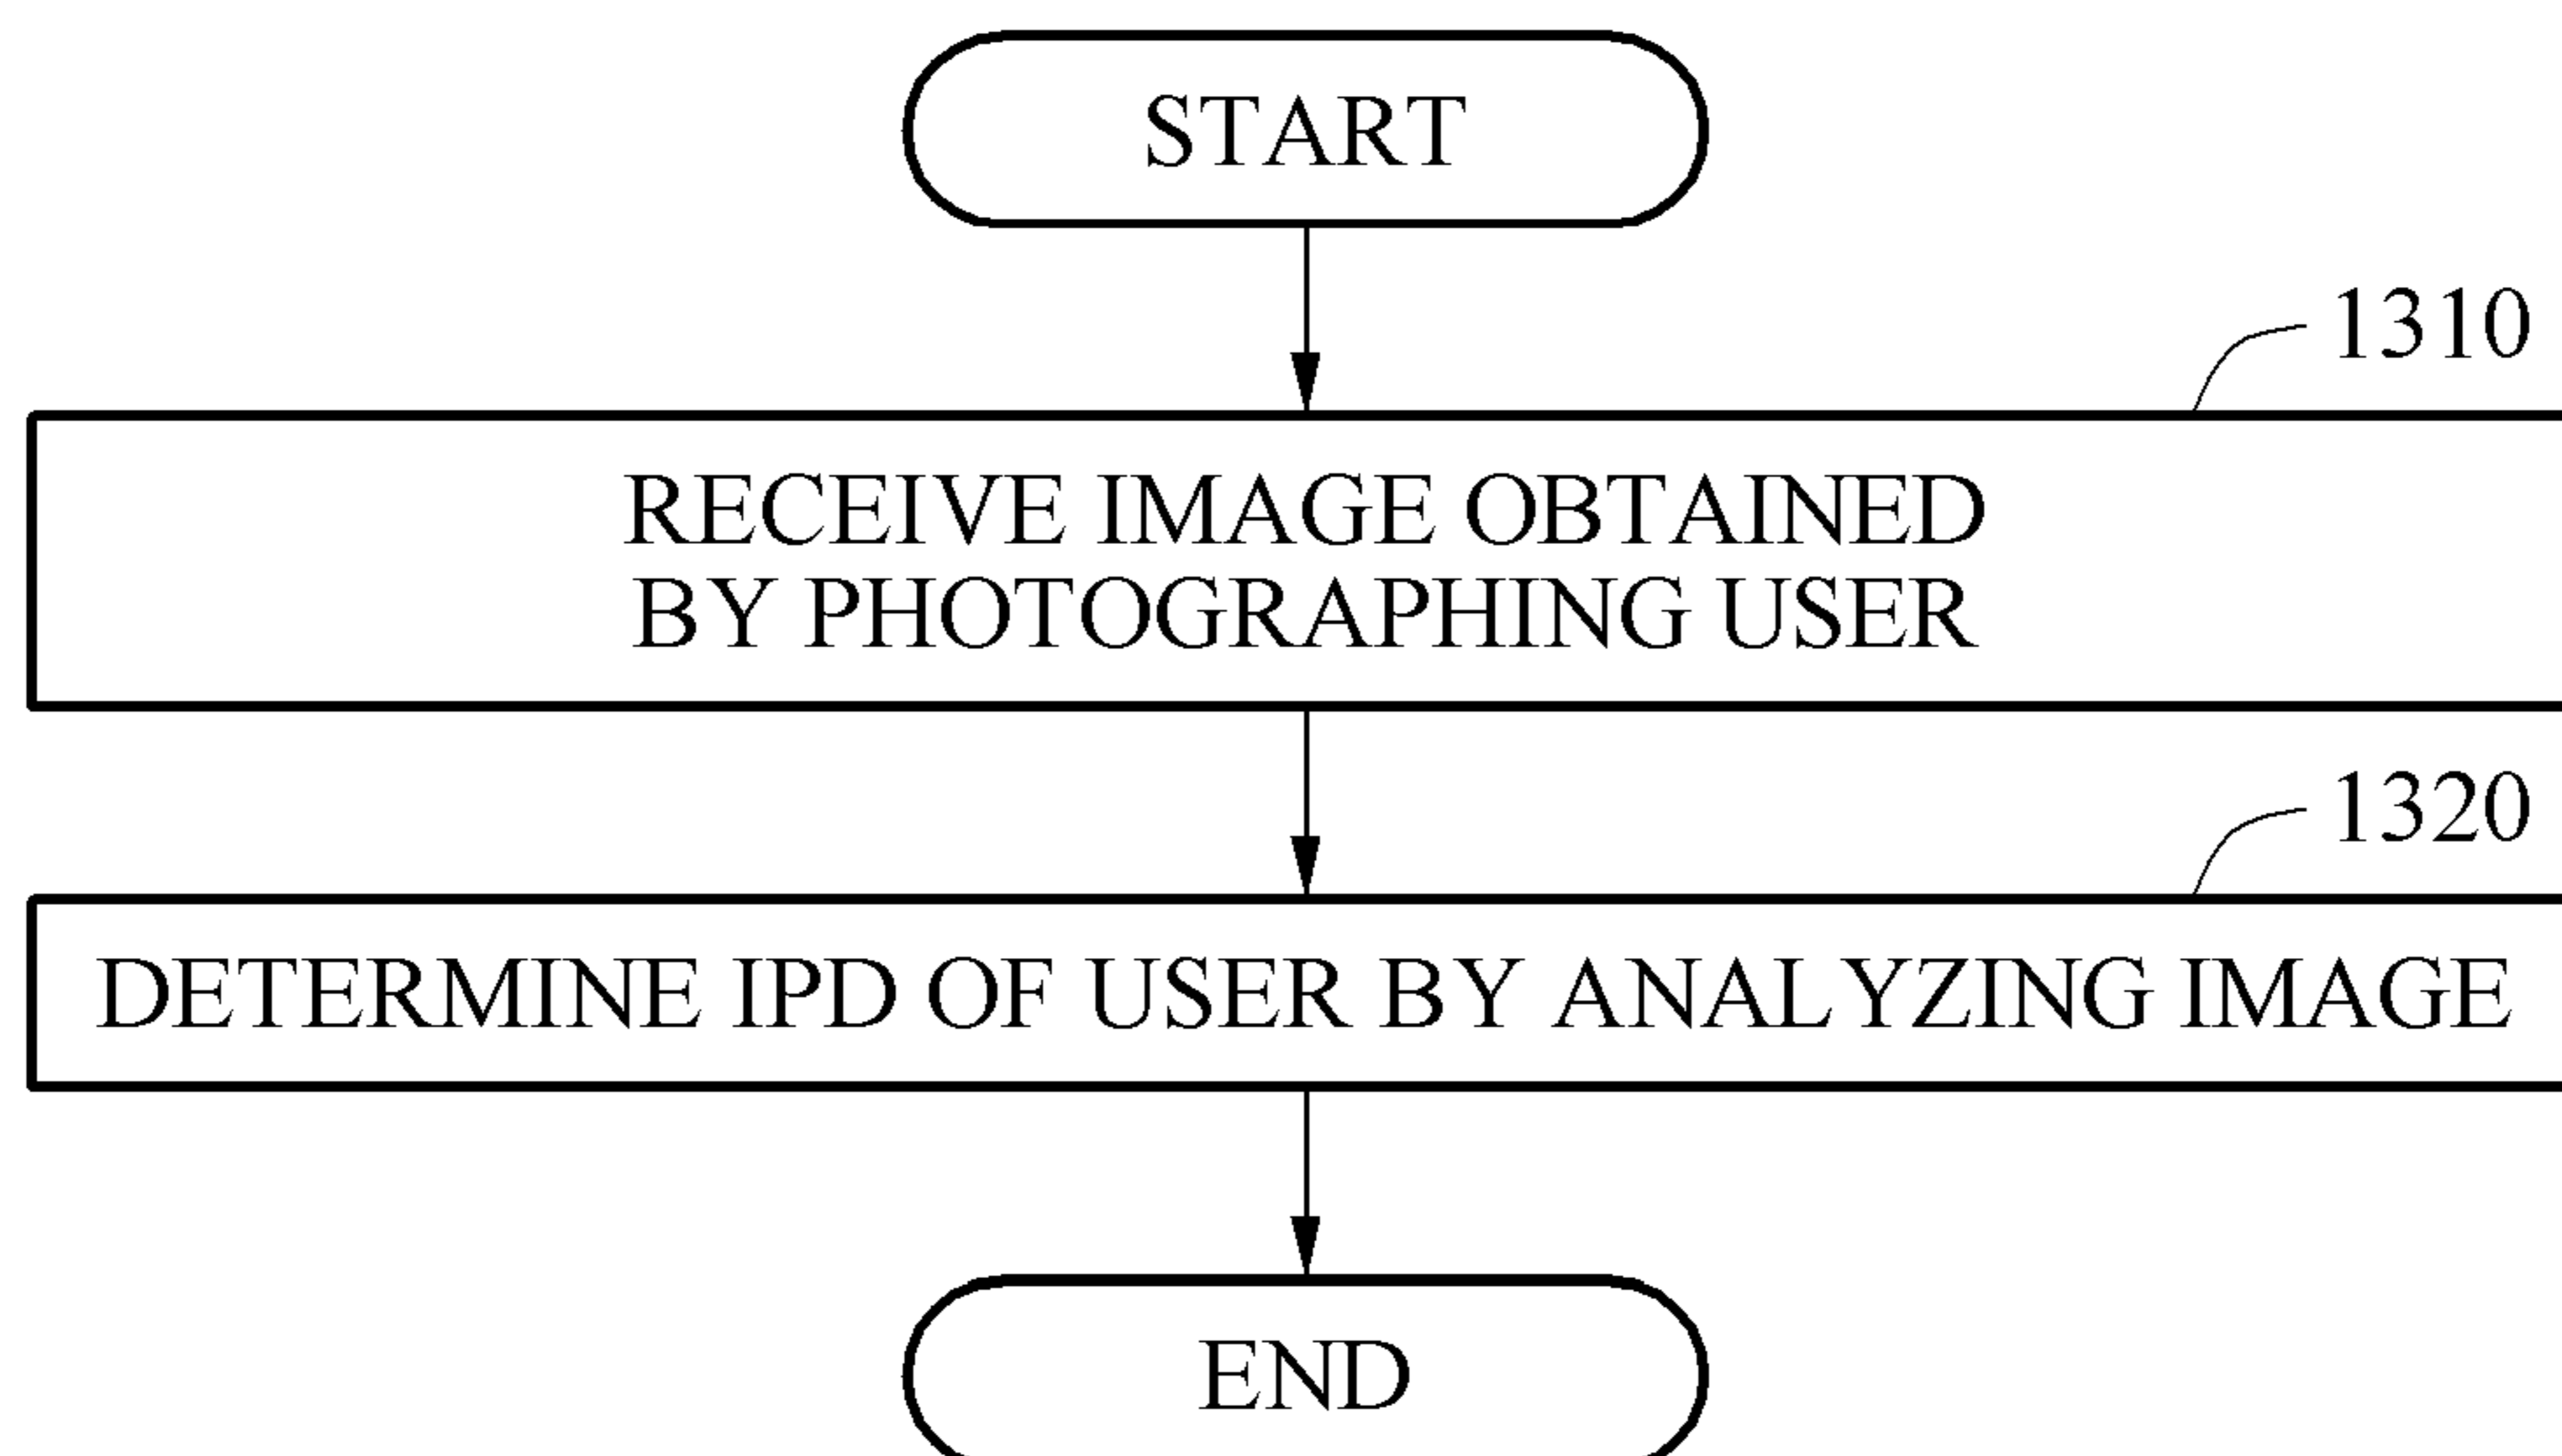 START
1310
RECEIVE IMAGE OBTAINED
BY PHOTOGRAPHING USER
1320
DETERMINE IPD OF USER BY ANALYZING IMAGE
END